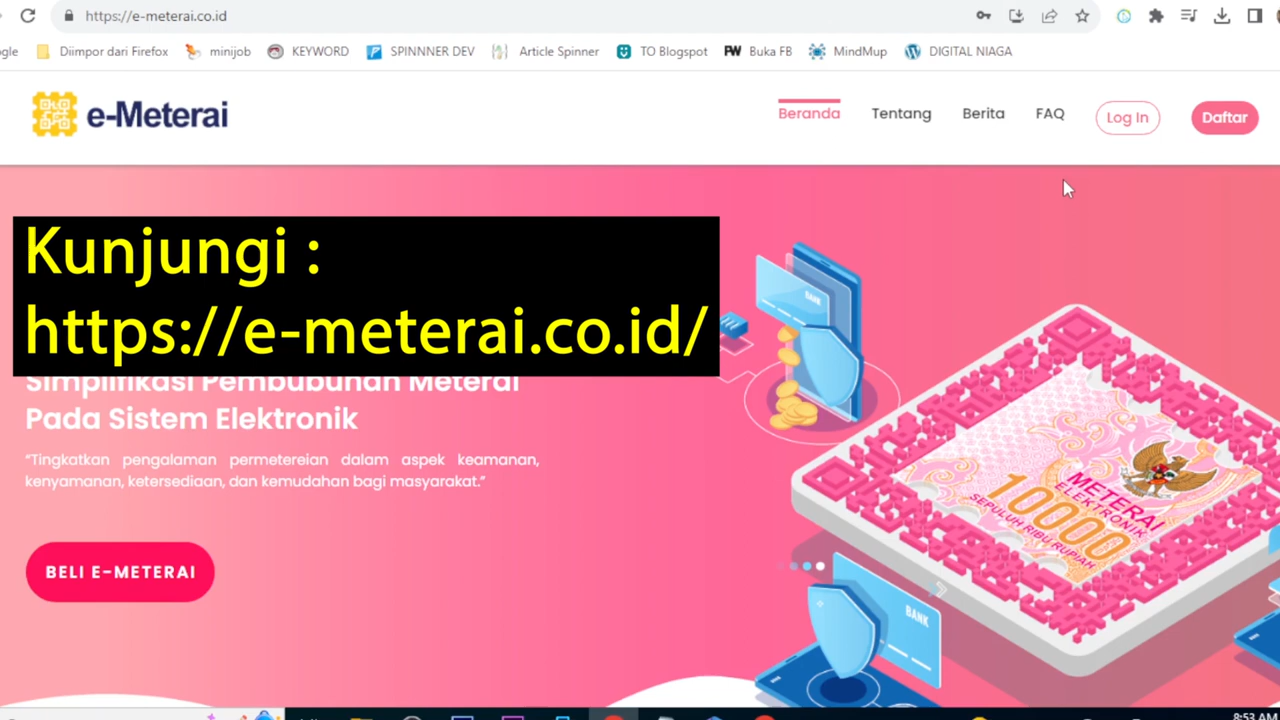 https://e-meterai.co.id
gle Diimpor dari Firefox minijob KEYWORD SPINNNER DEV Article Spinner TO Blogspot Buka FB MindMup DIGITAL NIAGA
e-Meterai
Beranda Tentang Berita FAQ Log In Daftar
Kunjungi :
https://e-meterai.co.id/
Simplifikasi Pembubuhan Meterai
Pada Sistem Elektronik
“Tingkatkan pengalaman permetereian dalam aspek keamanan,
kenyamanan, ketersediaan, dan kemudahan bagi masyarakat.”
BELI E-METERAI
BANK
METERAI
ELEKTRONIK
10000
SEPULUH RIBU RUPIAH
BANK
8:53 AM